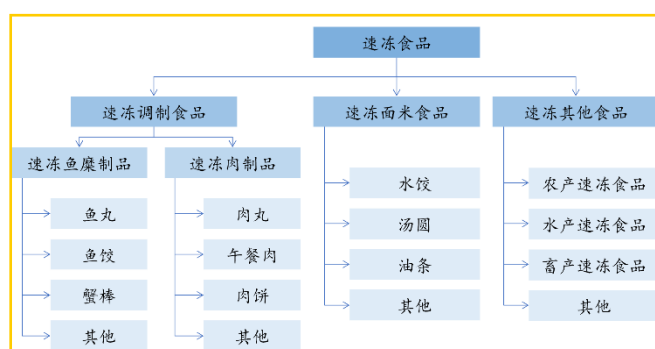 速冻食品
速冻调制食品
速冻面米食品
速冻其他食品
速冻鱼糜制品
速冻肉制品
鱼丸
鱼饺
蟹棒
其他
肉丸
午餐肉
肉饼
其他
水饺
汤圆
油条
其他
农产速冻食品
水产速冻食品
畜产速冻食品
其他